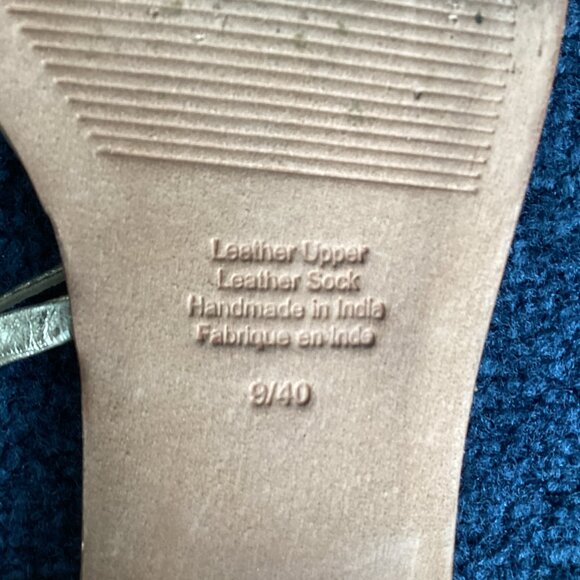 Leather Upper
Leather Sock
Handmade in India
Fabrique en Inde
9/40